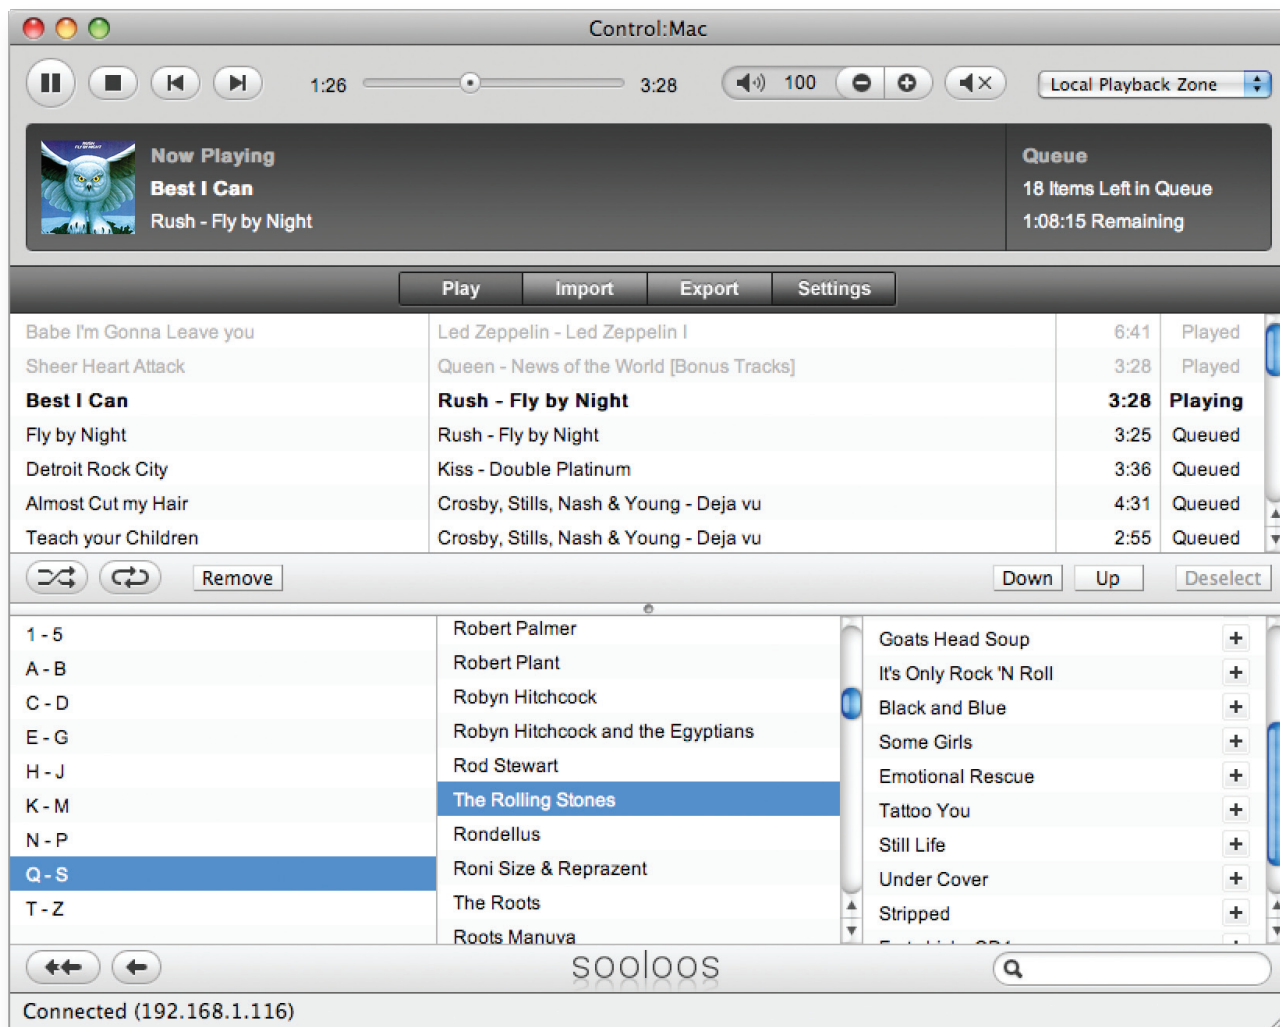 Control:Mac
1:26 3:28 100 Local Playback Zone
Now Playing
Best I Can
Rush - Fly by Night
Queue
18 Items Left in Queue
1:08:15 Remaining
Play Import Export Settings
Babe I'm Gonna Leave you Led Zeppelin - Led Zeppelin I 6:41 Played
Sheer Heart Attack Queen - News of the World [Bonus Tracks] 3:28 Played
Best I Can Rush - Fly by Night 3:28 Playing
Fly by Night Rush - Fly by Night 3:25 Queued
Detroit Rock City Kiss - Double Platinum 3:36 Queued
Almost Cut my Hair Crosby, Stills, Nash & Young - Deja vu 4:31 Queued
Teach your Children Crosby, Stills, Nash & Young - Deja vu 2:55 Queued
Remove Down Up Deselect
1 - 5
A - B
C - D
E - G
H - J
K - M
N - P
Q - S
T - Z
Robert Palmer
Robert Plant
Robyn Hitchcock
Robyn Hitchcock and the Egyptians
Rod Stewart
The Rolling Stones
Rondellus
Roni Size & Reprazent
The Roots
Roots Manuva
Goats Head Soup
It's Only Rock 'N Roll
Black and Blue
Some Girls
Emotional Rescue
Tattoo You
Still Life
Under Cover
Stripped
sooloos
Connected (192.168.1.116)